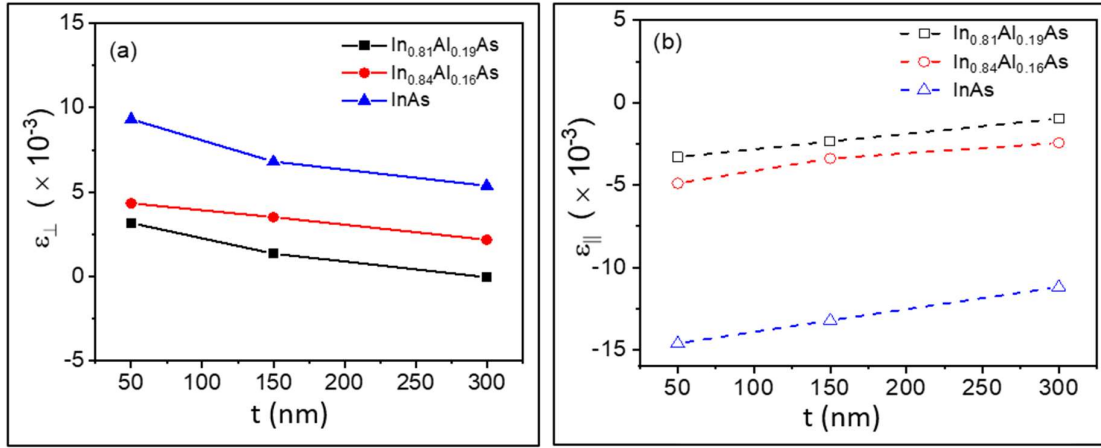 (a)
In₀.₈₁Al₀.₁₉As
In₀.₈₄Al₀.₁₆As
InAs
15
10
5
0
-5
ε⊥ ( × 10⁻³)
50 100 150 200 250 300
t (nm)
(b)
In₀.₈₁Al₀.₁₉As
In₀.₈₄Al₀.₁₆As
InAs
5
0
-5
-10
-15
ε|| ( × 10⁻³)
50 100 150 200 250 300
t (nm)